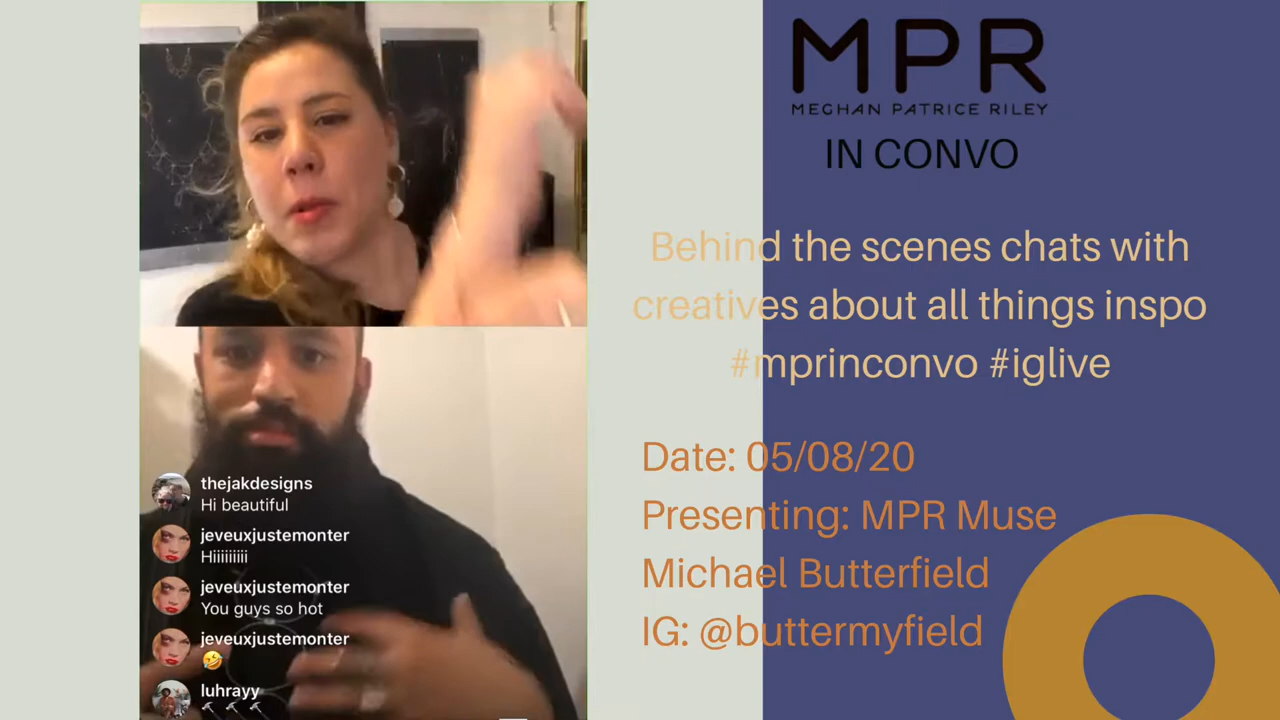 MPR
MEGHAN PATRICE RILEY
IN CONVO
Behind the scenes chats with
creatives about all things inspo
#mprinconvo #iglive
Date: 05/08/20
Presenting: MPR Muse
Michael Butterfield
IG: @buttermyfield
thejakdesigns
Hi beautiful
jeveuxjustemonter
Hiiiiiiiii
jeveuxjustemonter
You guys so hot
jeveuxjustemonter
🤣
luhrayy